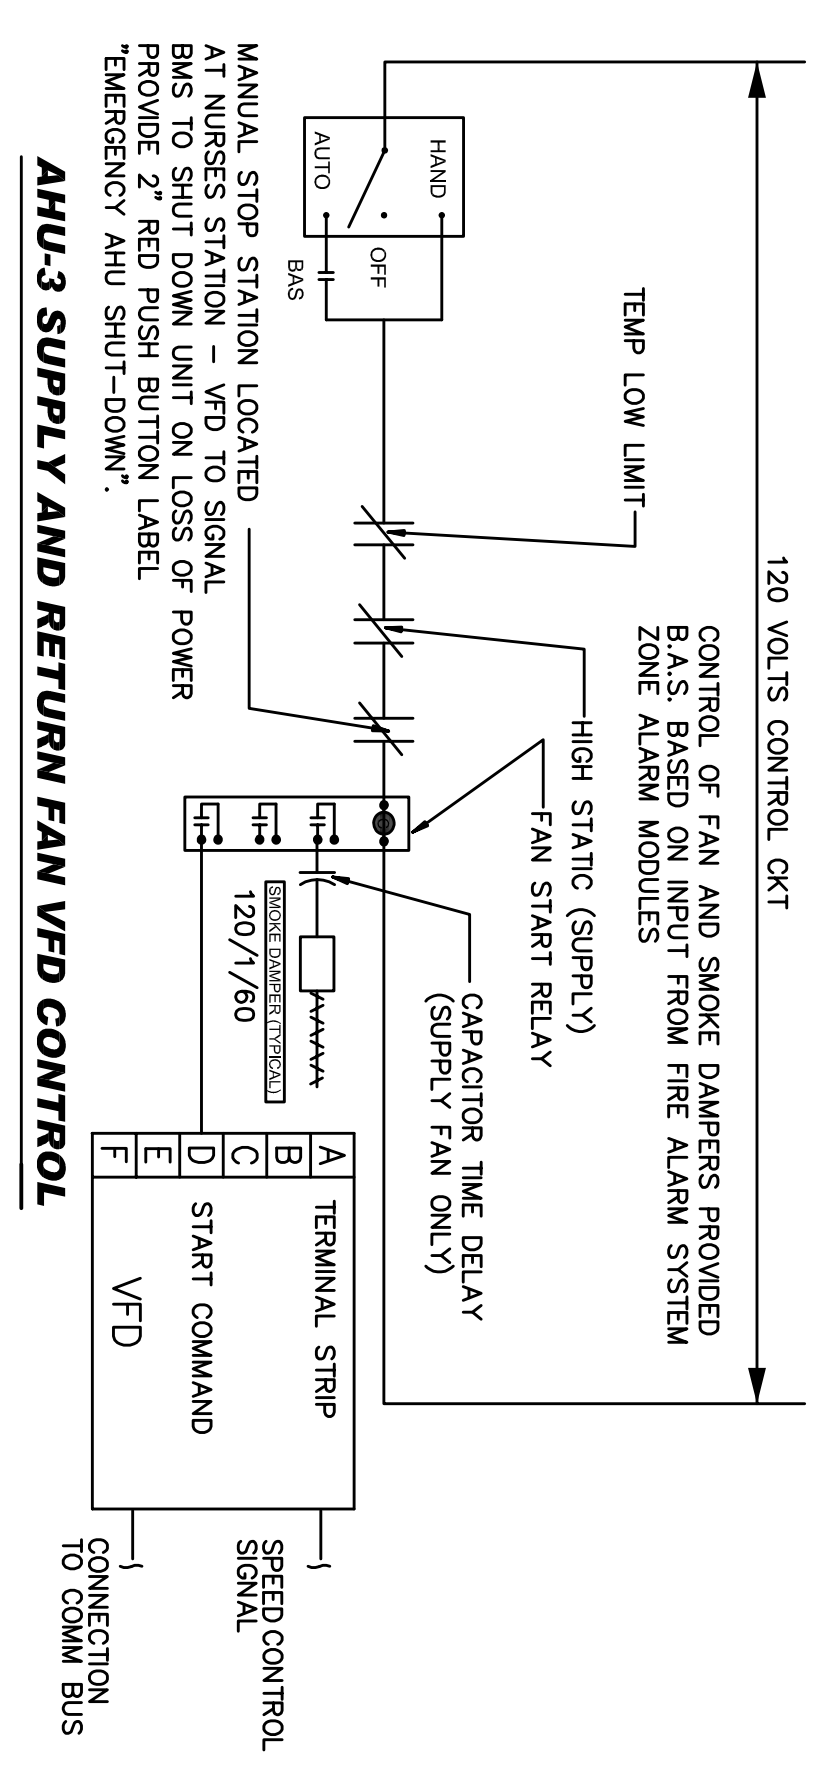 120 VOLTS CONTROL CKT
CONTROL OF FAN AND SMOKE DAMPERS PROVIDED
B.A.S. BASED ON INPUT FROM FIRE ALARM SYSTEM
ZONE ALARM MODULES
TEMP LOW LIMIT
HIGH STATIC (SUPPLY)
FAN START RELAY
HAND
OFF
AUTO
BAS
C
CAPACITOR TIME DELAY
(SUPPLY FAN ONLY)
SMOKE DAMPER (TYPICAL)
120/1/60
MANUAL STOP STATION LOCATED
AT NURSES STATION – VFD TO SIGNAL
BMS TO SHUT DOWN UNIT ON LOSS OF POWER
PROVIDE 2" RED PUSH BUTTON LABEL
"EMERGENCY AHU SHUT–DOWN".
A
B
C
D
E
F
TERMINAL STRIP
START COMMAND
VFD
SPEED CONTROL
SIGNAL
CONNECTION
TO COMM BUS
AHU-3 SUPPLY AND RETURN FAN VFD CONTROL